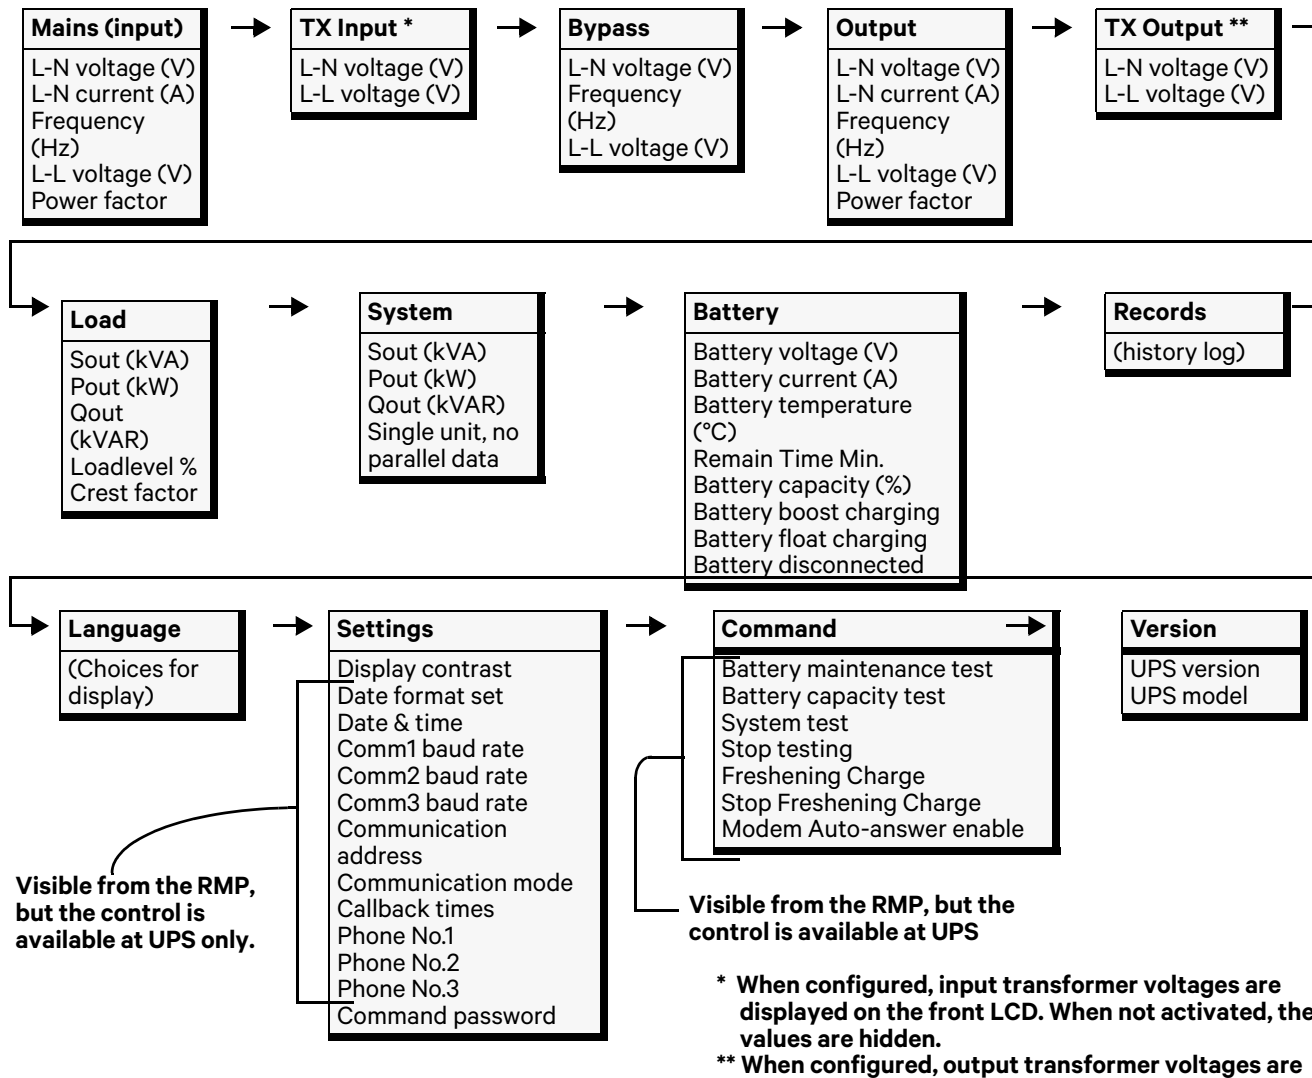 Mains (input)
L-N voltage (V)
L-N current (A)
Frequency
(Hz)
L-L voltage (V)
Power factor
TX Input *
L-N voltage (V)
L-L voltage (V)
Bypass
L-N voltage (V)
Frequency
(Hz)
L-L voltage (V)
Output
L-N voltage (V)
L-N current (A)
Frequency
(Hz)
L-L voltage (V)
Power factor
TX Output **
L-N voltage (V)
L-L voltage (V)
Load
Sout (kVA)
Pout (kW)
Qout
(kVAR)
Loadlevel %
Crest factor
System
Sout (kVA)
Pout (kW)
Qout (kVAR)
Single unit, no
parallel data
Battery
Battery voltage (V)
Battery current (A)
Battery temperature
(°C)
Remain Time Min.
Battery capacity (%)
Battery boost charging
Battery float charging
Battery disconnected
Records
(history log)
Language
(Choices for
display)
Settings
Display contrast
Date format set
Date & time
Comm1 baud rate
Comm2 baud rate
Comm3 baud rate
Communication
address
Communication mode
Callback times
Phone No.1
Phone No.2
Phone No.3
Command password
Command
Battery maintenance test
Battery capacity test
System test
Stop testing
Freshening Charge
Stop Freshening Charge
Modem Auto-answer enable
Version
UPS version
UPS model
Visible from the RMP,
but the control is
available at UPS only.
Visible from the RMP, but the
control is available at UPS
* When configured, input transformer voltages are
displayed on the front LCD. When not activated, the
values are hidden.
** When configured, output transformer voltages are